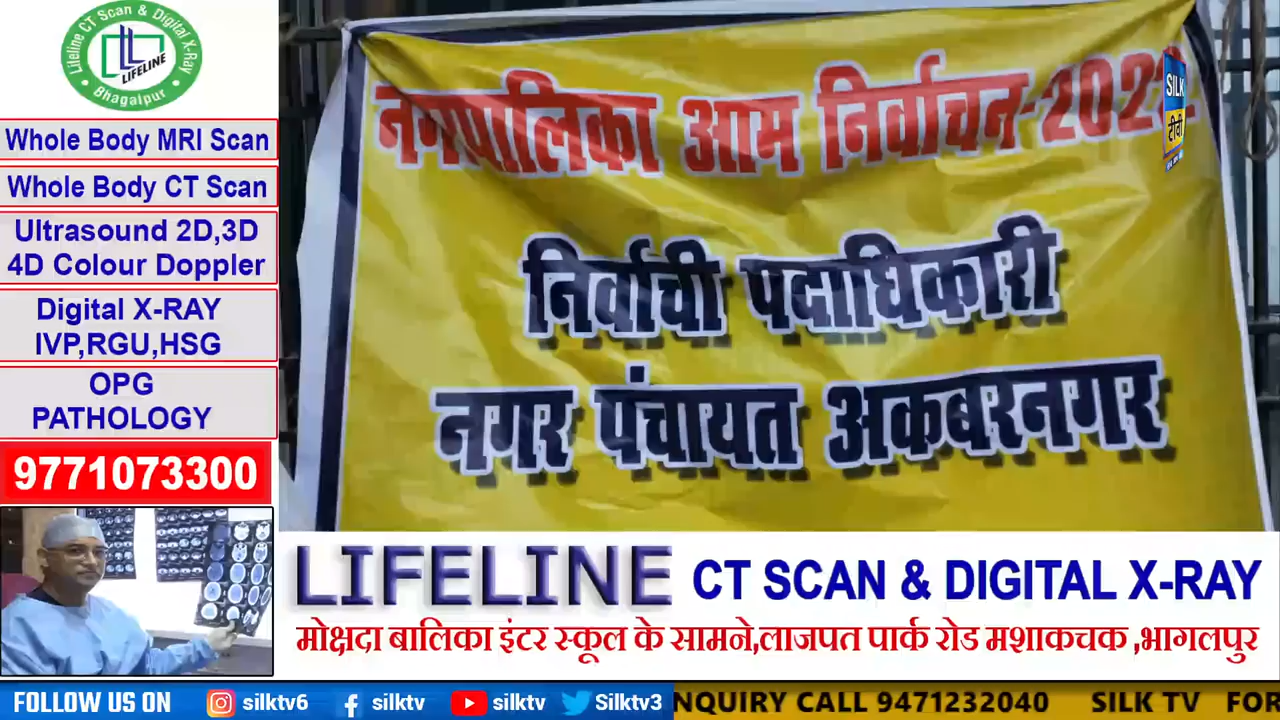 Lifeline CT Scan & Digital X-Ray
LIFELINE
Bhagalpur
Whole Body MRI Scan
Whole Body CT Scan
Ultrasound 2D,3D
4D Colour Doppler
Digital X-RAY
IVP,RGU,HSG
OPG
PATHOLOGY
9771073300
नगरपालिका आम निर्वाचन-2022
SILK
टीवी
निर्वाची पदाधिकारी
नगर पंचायत अकबरनगर
LIFELINE CT SCAN & DIGITAL X-RAY
मोक्षदा बालिका इंटर स्कूल के सामने,लाजपत पार्क रोड मशाकचक ,भागलपुर
FOLLOW US ON silktv6 silktv silktv Silktv3 NQUIRY CALL 9471232040 SILK TV FOR